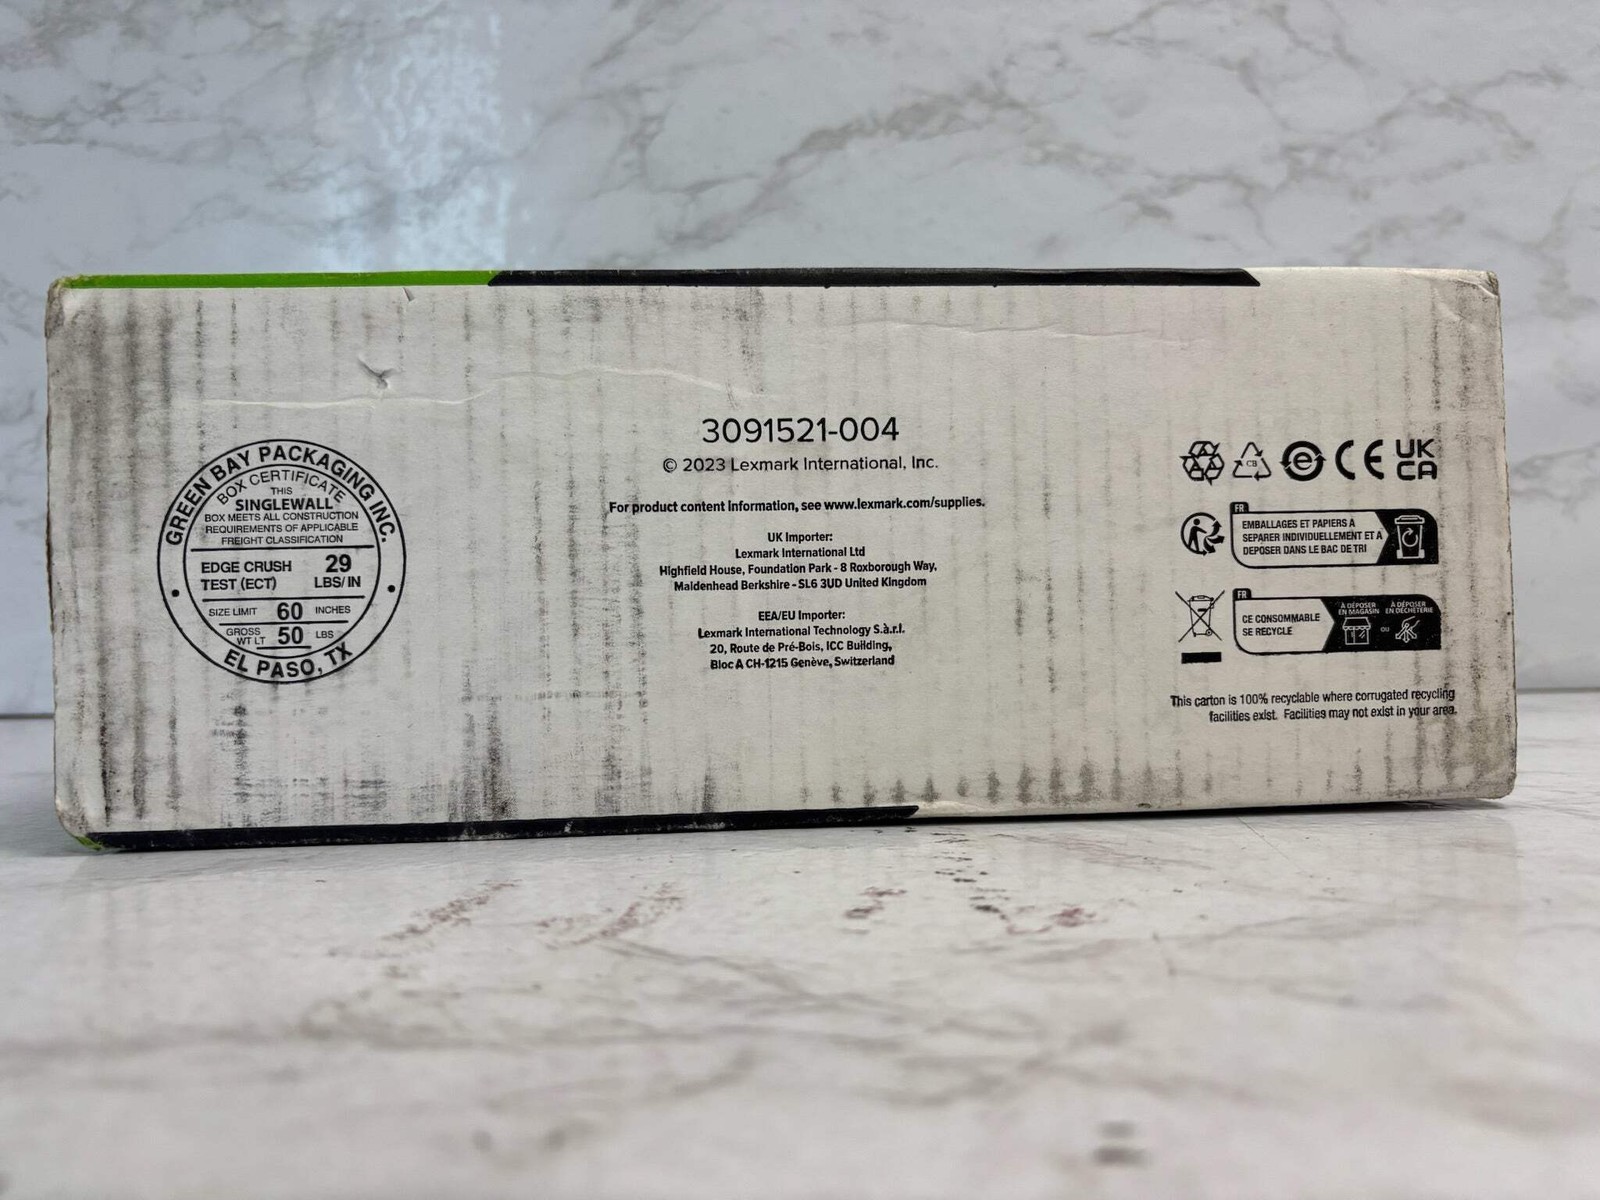 GREEN BAY PACKAGING INC.
BOX CERTIFICATE
THIS
SINGLEWALL
BOX MEETS ALL CONSTRUCTION
REQUIREMENTS OF APPLICABLE
FREIGHT CLASSIFICATION
EDGE CRUSH 29
TEST (ECT) LBS/IN
SIZE LIMIT 60 INCHES
GROSS
WT LT 50 LBS
EL PASO, TX
3091521-004
© 2023 Lexmark International, Inc.
For product content Information, see www.lexmark.com/supplies.
UK Importer:
Lexmark International Ltd
Highfield House, Foundation Park - 8 Roxborough Way,
Maidenhead Berkshire - SL6 3UD United Kingdom
EEA/EU Importer:
Lexmark International Technology S.à.r.l.
20, Route de Pré-Bois, ICC Building,
Bloc A CH-1215 Genève, Switzerland
CB
e
CE
UK
CA
FR
EMBALLAGES ET PAPIERS A
SEPARER INDIVIDUELLEMENT ET A
DEPOSER DANS LE BAC DE TRI
FR
CE CONSOMMABLE
SE RECYCLE
À DÉPOSER
EN MAGASIN
OU
À DÉPOSER
EN DÉCHÈTERIE
This carton is 100% recyclable where corrugated recycling
facilities exist. Facilities may not exist in your area.